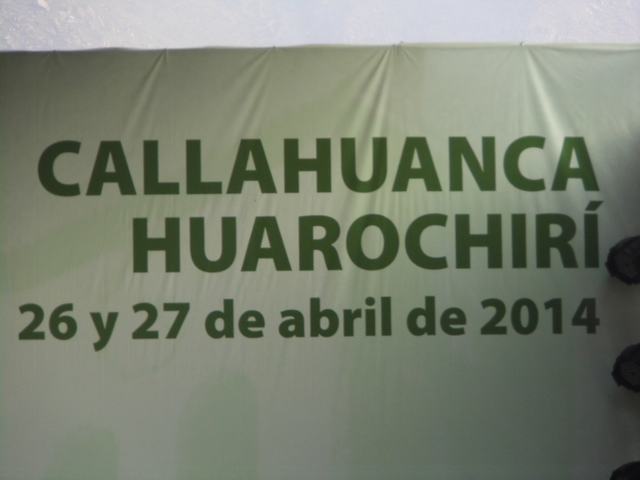 CALLAHUANCA
HUAROCHIRÍ
26 y 27 de abril de 2014